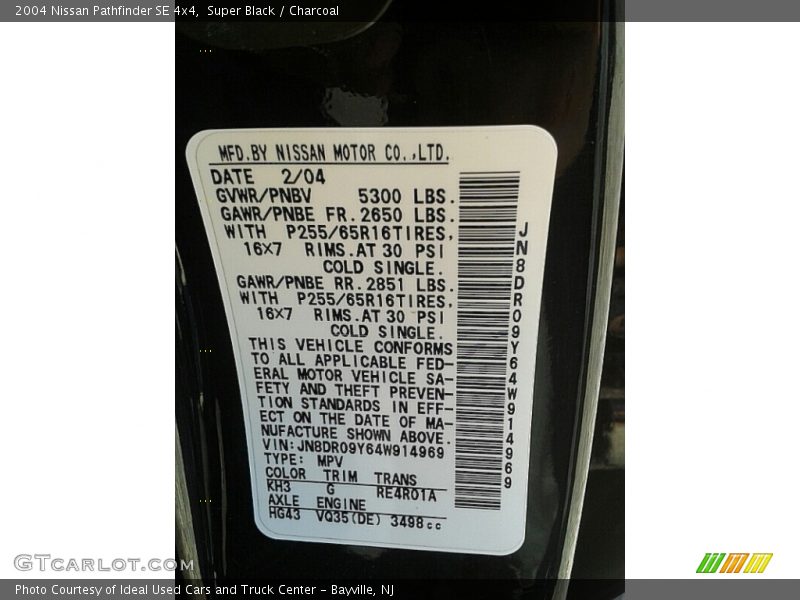 2004 Nissan Pathfinder SE 4x4, Super Black / Charcoal
MFD.BY NISSAN MOTOR CO.,LTD.
DATE 2/04
GVWR/PNBV 5300 LBS.
GAWR/PNBE FR. 2650 LBS.
WITH P255/65R16TIRES,
16X7 RIMS.AT 30 PSI
COLD SINGLE.
GAWR/PNBE RR. 2851 LBS.
WITH P255/65R16TIRES,
16X7 RIMS.AT 30 PSI
COLD SINGLE.
THIS VEHICLE CONFORMS
TO ALL APPLICABLE FED-
ERAL MOTOR VEHICLE SA-
FETY AND THEFT PREVEN-
TION STANDARDS IN EFF-
ECT ON THE DATE OF MA-
NUFACTURE SHOWN ABOVE.
VIN:JN8DR09Y64W914969
TYPE: MPV
COLOR TRIM TRANS
KH3 G RE4R01A
AXLE ENGINE
HG43 VQ35(DE) 3498cc
JN8DR09Y64W914969
GTcarlot.com
Photo Courtesy of Ideal Used Cars and Truck Center - Bayville, NJ